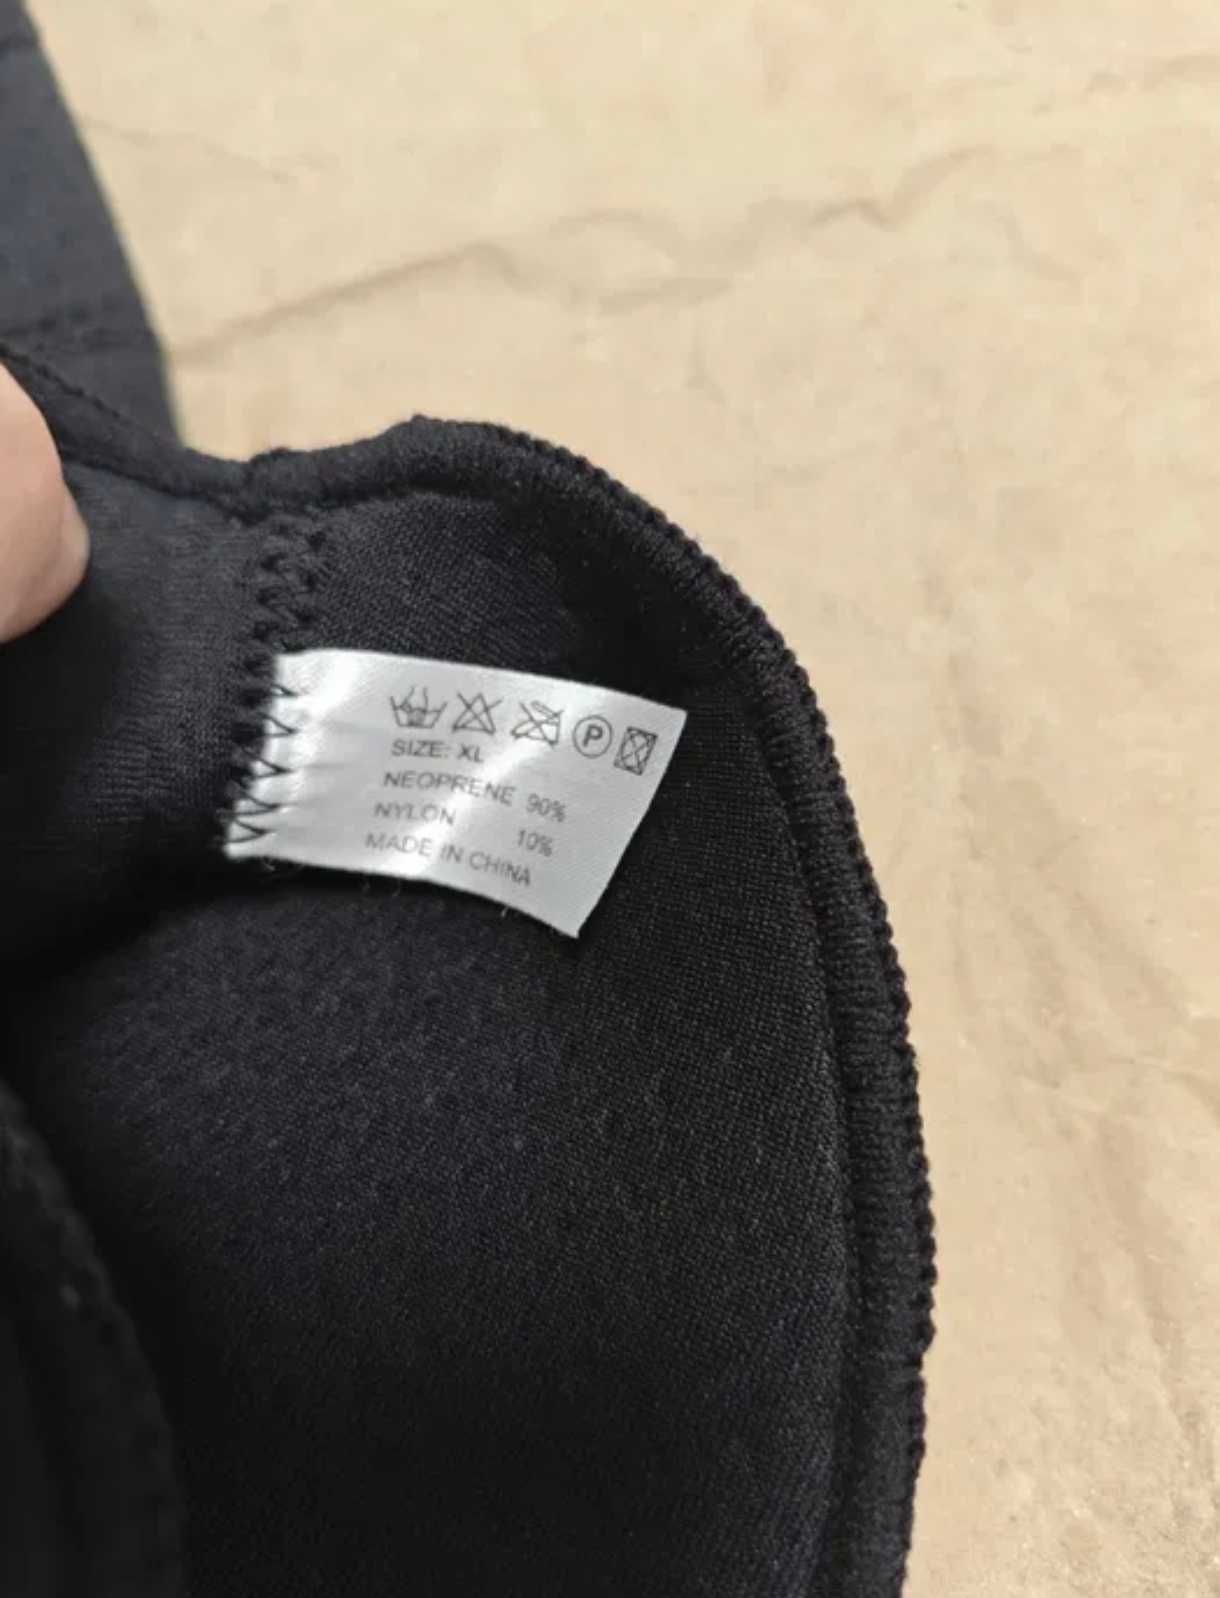 P
SIZE: XL
NEOPRENE 90%
NYLON 10%
MADE IN CHINA